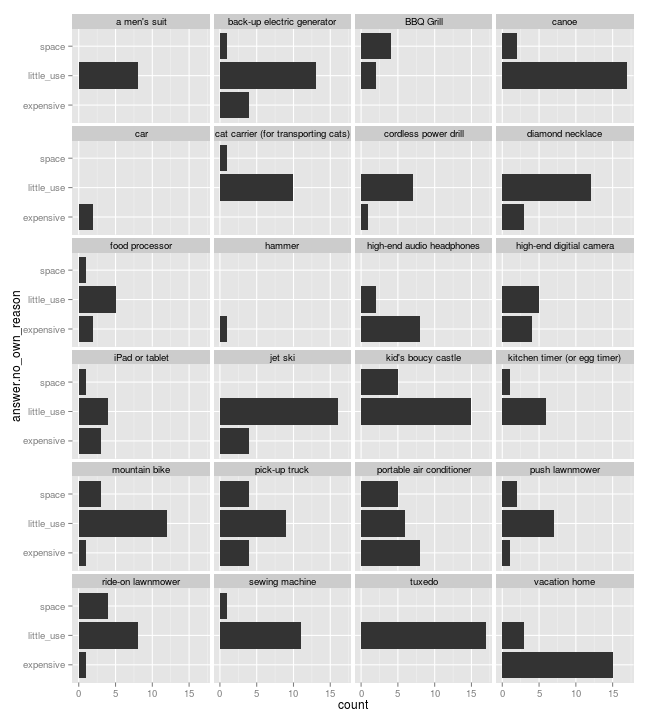 a men's suit back-up electric generator BBQ Grill canoe
space
little_use
expensive
car cat carrier (for transporting cats) cordless power drill diamond necklace
space
little_use
expensive
food processor hammer high-end audio headphones high-end digitial camera
space
little_use
expensive
iPad or tablet jet ski kid's boucy castle kitchen timer (or egg timer)
space
little_use
expensive
mountain bike pick-up truck portable air conditioner push lawnmower
space
little_use
expensive
ride-on lawnmower sewing machine tuxedo vacation home
space
little_use
expensive
0 5 10 15 0 5 10 15 0 5 10 15 0 5 10 15
count
answer.no_own_reason